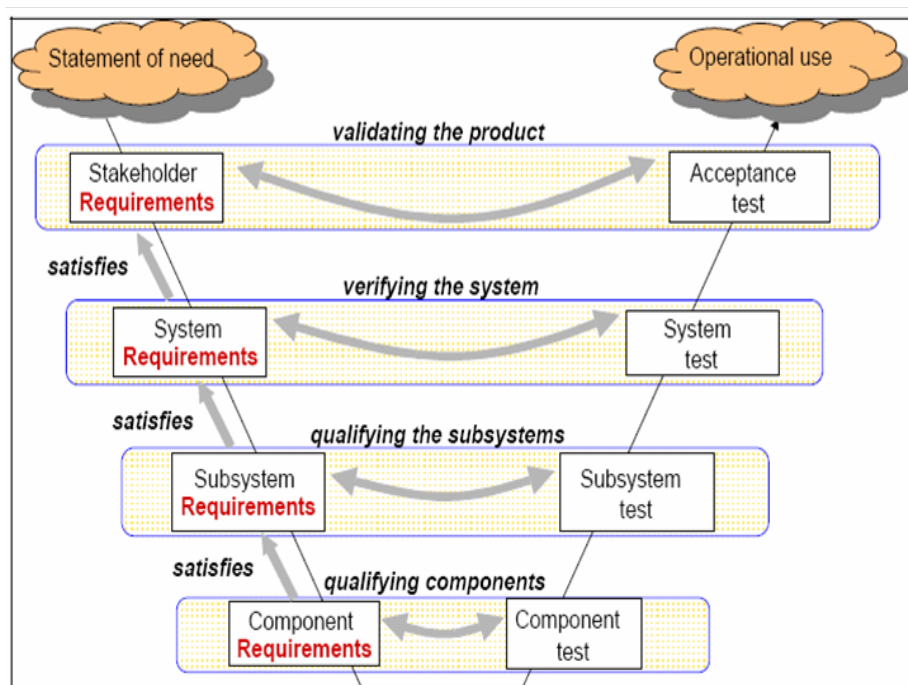 Statement of need
Operational use
validating the product
Stakeholder
Requirements
Acceptance
test
satisfies
verifying the system
System
Requirements
System
test
satisfies
qualifying the subsystems
Subsystem
Requirements
Subsystem
test
satisfies
qualifying components
Component
Requirements
Component
test